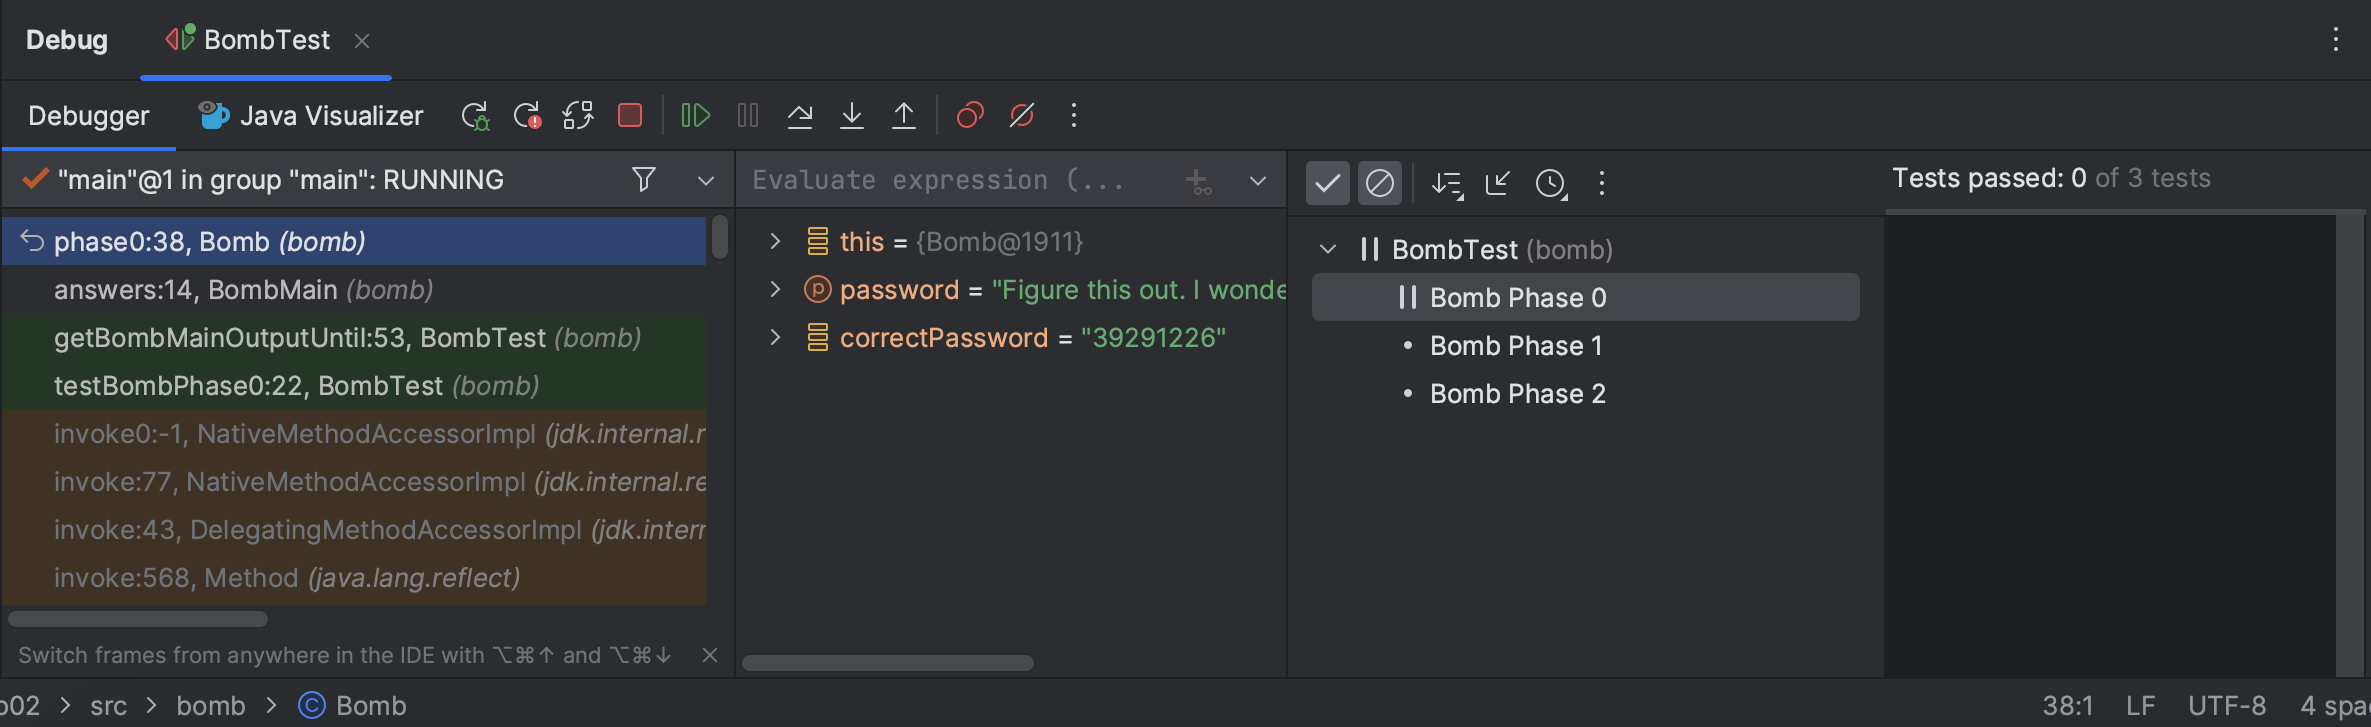 Debug BombTest
Debugger Java Visualizer
"main"@1 in group "main": RUNNING
phase0:38, Bomb (bomb)
answers:14, BombMain (bomb)
getBombMainOutputUntil:53, BombTest (bomb)
testBombPhase0:22, BombTest (bomb)
invoke0:-1, NativeMethodAccessorImpl (jdk.internal.r
invoke:77, NativeMethodAccessorImpl (jdk.internal.re
invoke:43, DelegatingMethodAccessorImpl (jdk.intern
invoke:568, Method (java.lang.reflect)
Switch frames from anywhere in the IDE with ⌥⌘↑ and ⌥⌘↓
Evaluate expression (...
this = {Bomb@1911}
password = "Figure this out. I wonde
correctPassword = "39291226"
Tests passed: 0 of 3 tests
BombTest (bomb)
Bomb Phase 0
Bomb Phase 1
Bomb Phase 2
b02 > src > bomb > Bomb
38:1 LF UTF-8 4 spa